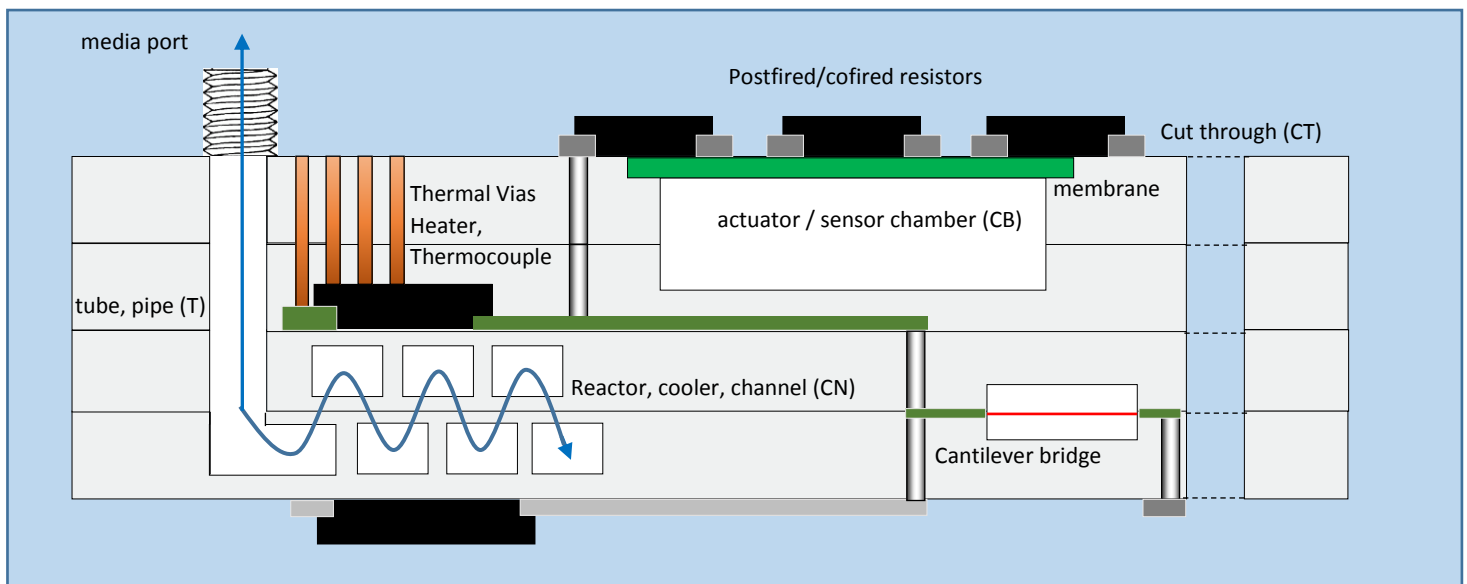 media port
Postfired/cofired resistors
Cut through (CT)
Thermal Vias
Heater,
Thermocouple
membrane
actuator / sensor chamber (CB)
tube, pipe (T)
Reactor, cooler, channel (CN)
Cantilever bridge